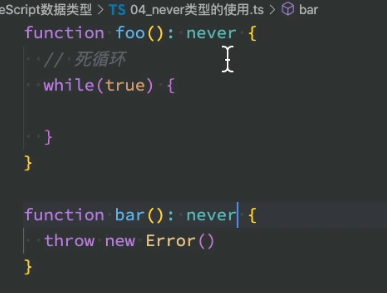 eScript数据类型 > TS 04_never类型的使用.ts > bar
function foo(): never {
  // 死循环
  while(true) {

  }
}

function bar(): never {
  throw new Error()
}